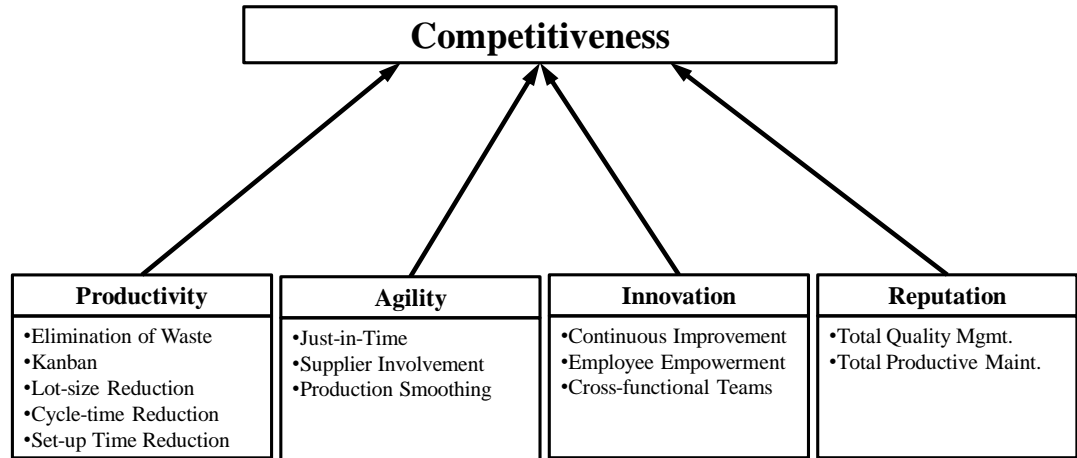 Competitiveness
Productivity
•Elimination of Waste
•Kanban
•Lot-size Reduction
•Cycle-time Reduction
•Set-up Time Reduction
Agility
•Just-in-Time
•Supplier Involvement
•Production Smoothing
Innovation
•Continuous Improvement
•Employee Empowerment
•Cross-functional Teams
Reputation
•Total Quality Mgmt.
•Total Productive Maint.